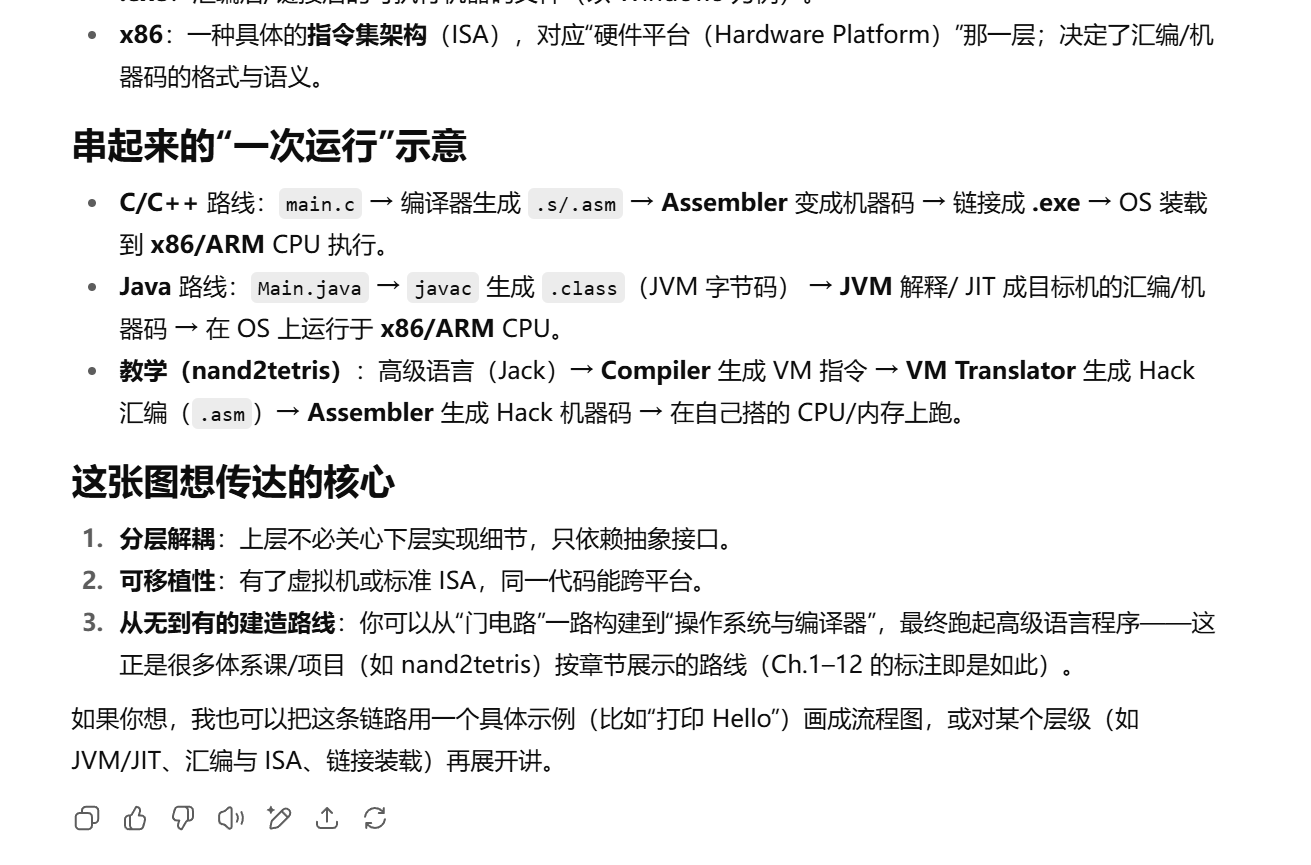 x86：一种具体的指令集架构（ISA），对应“硬件平台（Hardware Platform）”那一层；决定了汇编/机
器码的格式与语义。
串起来的“一次运行”示意
C/C++ 路线：main.c → 编译器生成 .s/.asm → Assembler 变成机器码 → 链接成 .exe → OS 装载
到 x86/ARM CPU 执行。
Java 路线：Main.java → javac 生成 .class（JVM 字节码） → JVM 解释/ JIT 成目标机的汇编/机
器码 → 在 OS 上运行于 x86/ARM CPU。
教学（nand2tetris）：高级语言（Jack）→ Compiler 生成 VM 指令 → VM Translator 生成 Hack
汇编（.asm）→ Assembler 生成 Hack 机器码 → 在自己搭的 CPU/内存上跑。
这张图想传达的核心
1. 分层解耦：上层不必关心下层实现细节，只依赖抽象接口。
2. 可移植性：有了虚拟机或标准 ISA，同一代码能跨平台。
3. 从无到有的建造路线：你可以从“门电路”一路构建到“操作系统与编译器”，最终跑起高级语言程序——这
正是很多体系课/项目（如 nand2tetris）按章节展示的路线（Ch.1–12 的标注即是如此）。
如果你想，我也可以把这条链路用一个具体示例（比如“打印 Hello”）画成流程图，或对某个层级（如
JVM/JIT、汇编与 ISA、链接装载）再展开讲。